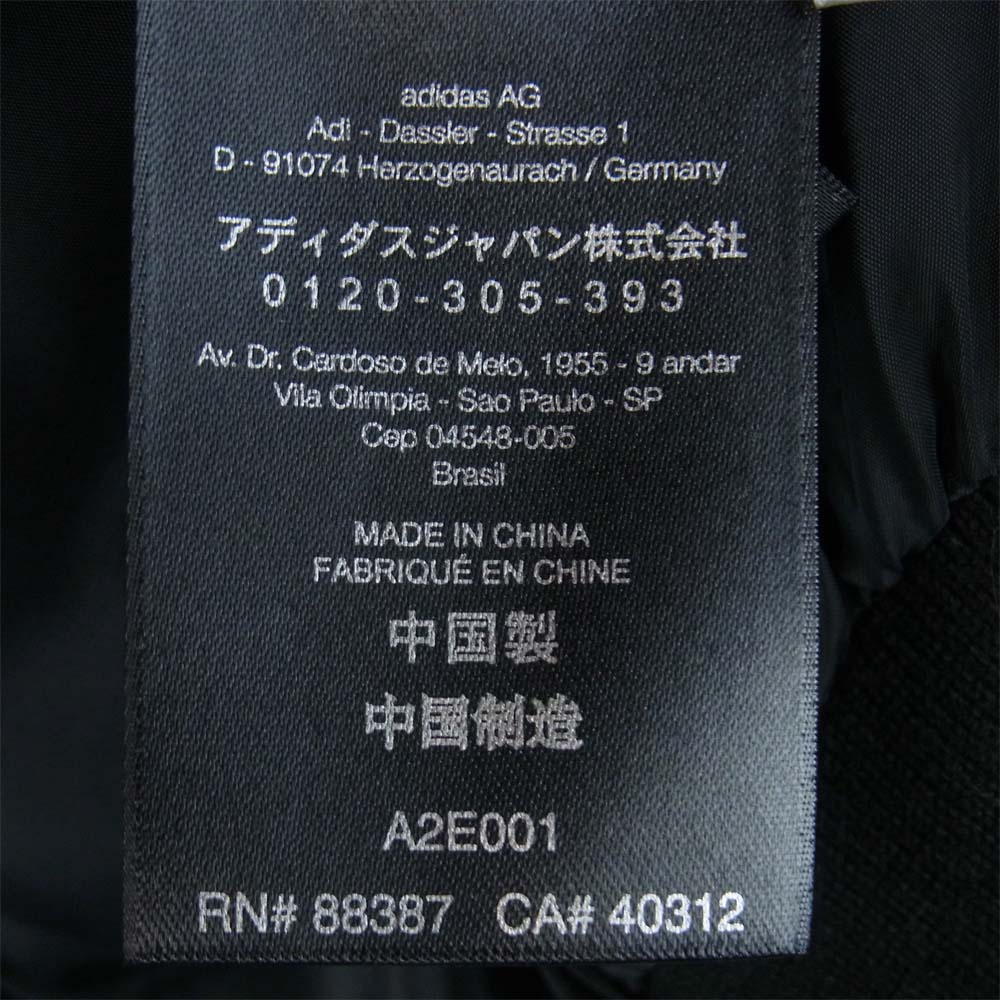 adidas AG
Adi - Dassler - Strasse 1
D - 91074 Herzogenaurach / Germany
アディダスジャパン株式会社
0120-305-393
Av. Dr. Cardoso de Melo, 1955 - 9 andar
Vila Olimpia - Sao Paulo - SP
Cep 04548-005
Brasil
MADE IN CHINA
FABRIQUÉ EN CHINE
中国製
中国制造
A2E001
RN# 88387 CA# 40312